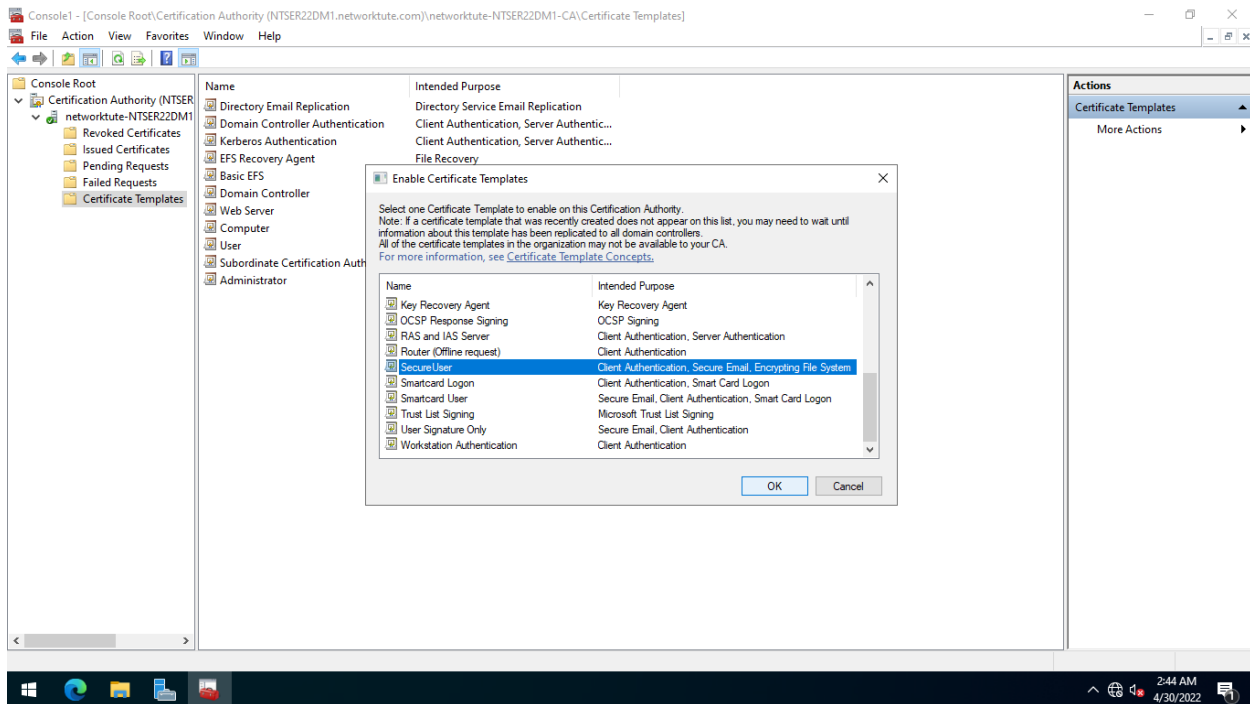 Console1 - [Console Root\Certification Authority (NTSER22DM1.networktute.com)\networktute-NTSER22DM1-CA\Certificate Templates]
File Action View Favorites Window Help
Console Root
Certification Authority (NTSER
networktute-NTSER22DM1
Revoked Certificates
Issued Certificates
Pending Requests
Failed Requests
Certificate Templates
Name Intended Purpose
Directory Email Replication Directory Service Email Replication
Domain Controller Authentication Client Authentication, Server Authentic...
Kerberos Authentication Client Authentication, Server Authentic...
EFS Recovery Agent File Recovery
Basic EFS
Domain Controller
Web Server
Computer
User
Subordinate Certification Auth
Administrator
Enable Certificate Templates
Select one Certificate Template to enable on this Certification Authority.
Note: If a certificate template that was recently created does not appear on this list, you may need to wait until
information about this template has been replicated to all domain controllers.
All of the certificate templates in the organization may not be available to your CA.
For more information, see Certificate Template Concepts.
Name Intended Purpose
Key Recovery Agent Key Recovery Agent
OCSP Response Signing OCSP Signing
RAS and IAS Server Client Authentication, Server Authentication
Router (Offline request) Client Authentication
SecureUser Client Authentication, Secure Email, Encrypting File System
Smartcard Logon Client Authentication, Smart Card Logon
Smartcard User Secure Email, Client Authentication, Smart Card Logon
Trust List Signing Microsoft Trust List Signing
User Signature Only Secure Email, Client Authentication
Workstation Authentication Client Authentication
OK Cancel
Actions
Certificate Templates
More Actions
2:44 AM
4/30/2022
1